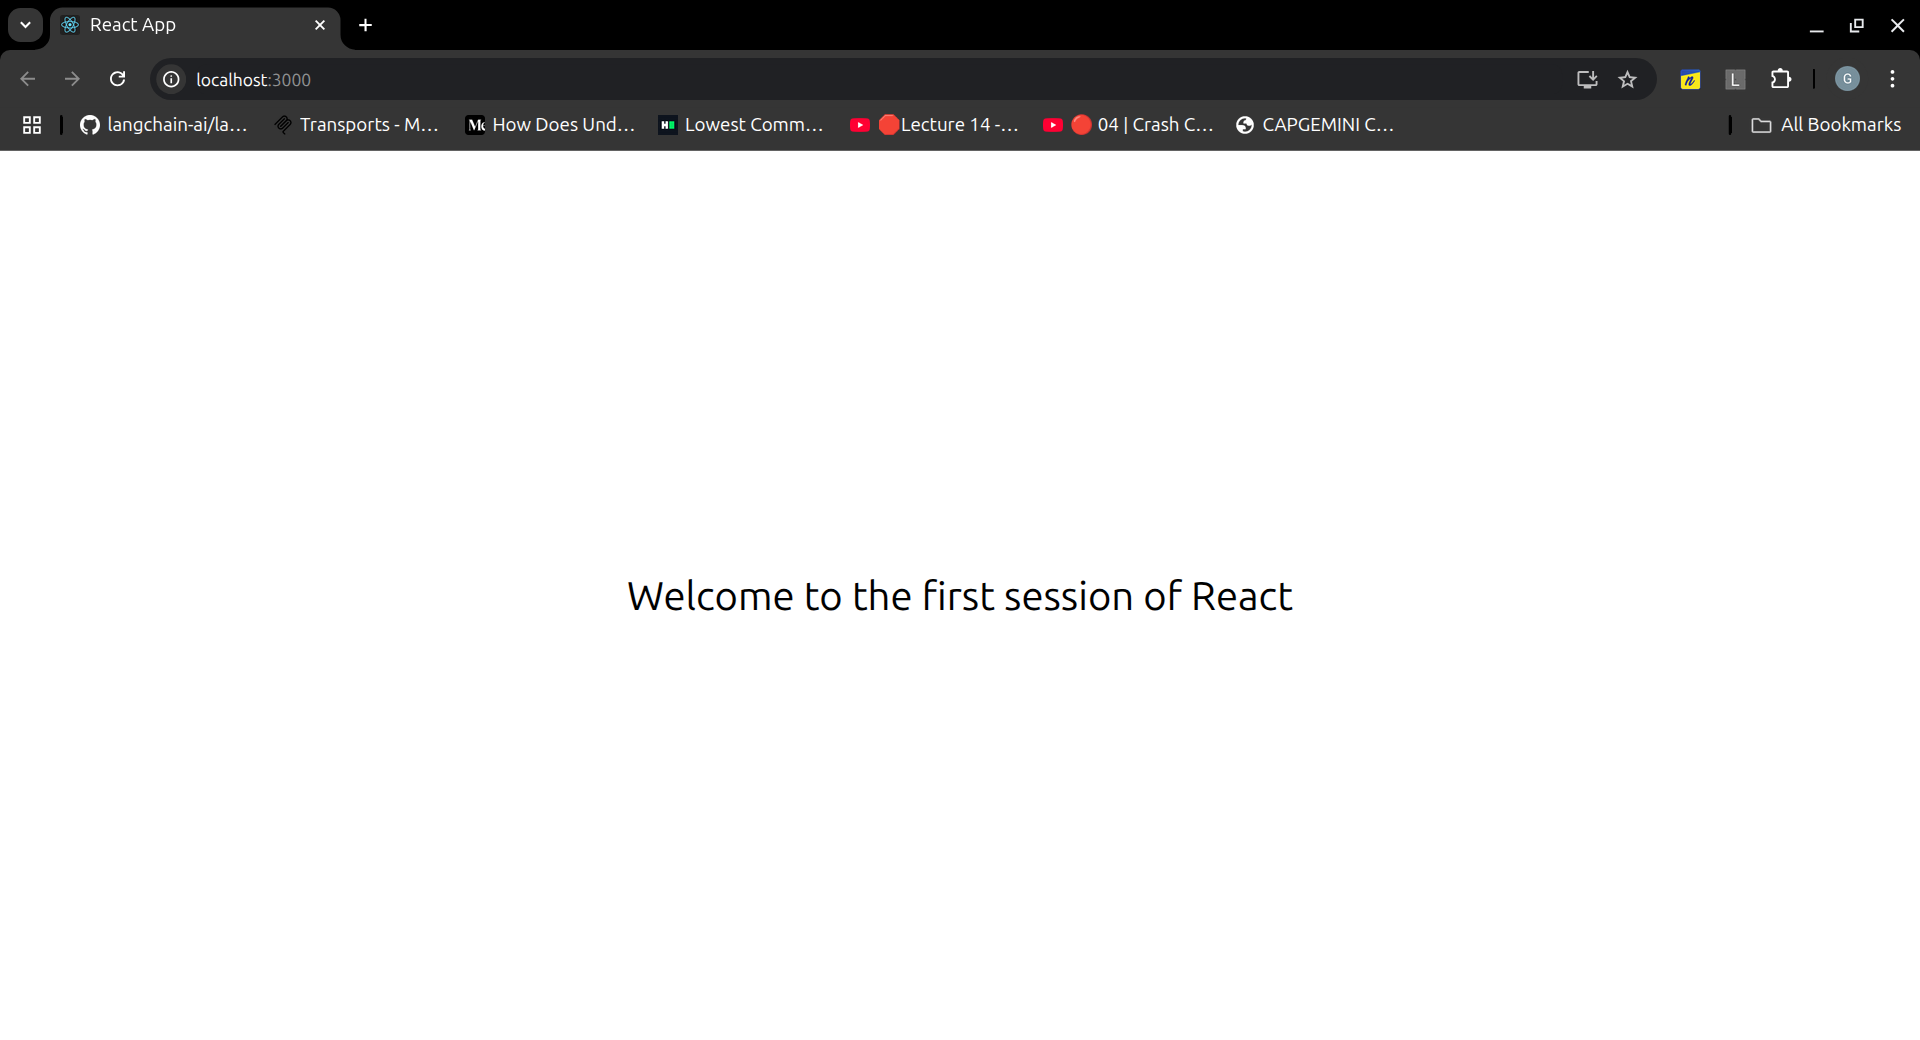 React App
localhost:3000
L
G
langchain-ai/la...
Transports - M...
How Does Und...
Lowest Comm...
Lecture 14 -...
04 | Crash C...
CAPGEMINI C...
All Bookmarks
Welcome to the first session of React